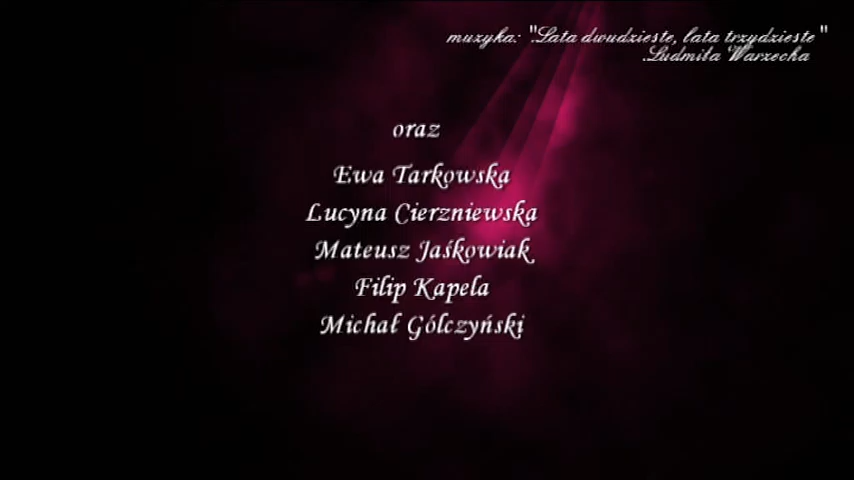 muzyka: "Lata dwudzieste, lata trzydzieste"
Ludmiła Warzecha
oraz
Ewa Tarkowska
Lucyna Cierzniewska
Mateusz Jaśkowiak
Filip Kapela
Michał Gólczyński